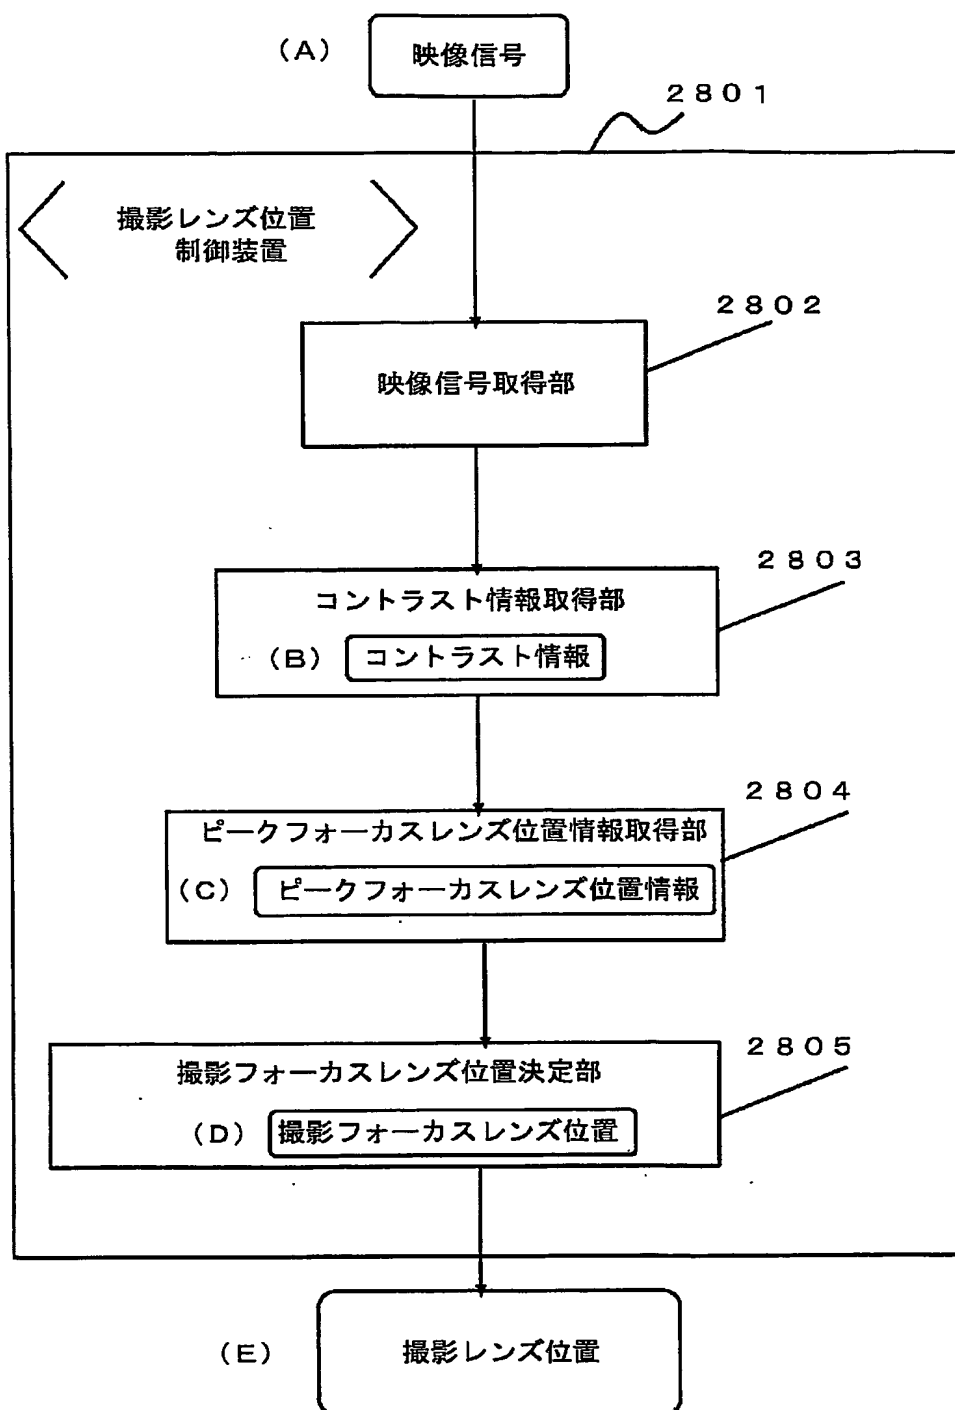 （A）
映像信号
２８０１
撮影レンズ位置
制御装置
２８０２
映像信号取得部
２８０３
コントラスト情報取得部
（B）
コントラスト情報
２８０４
ピークフォーカスレンズ位置情報取得部
（C）
ピークフォーカスレンズ位置情報
２８０５
撮影フォーカスレンズ位置決定部
（D）
撮影フォーカスレンズ位置
（E）
撮影レンズ位置